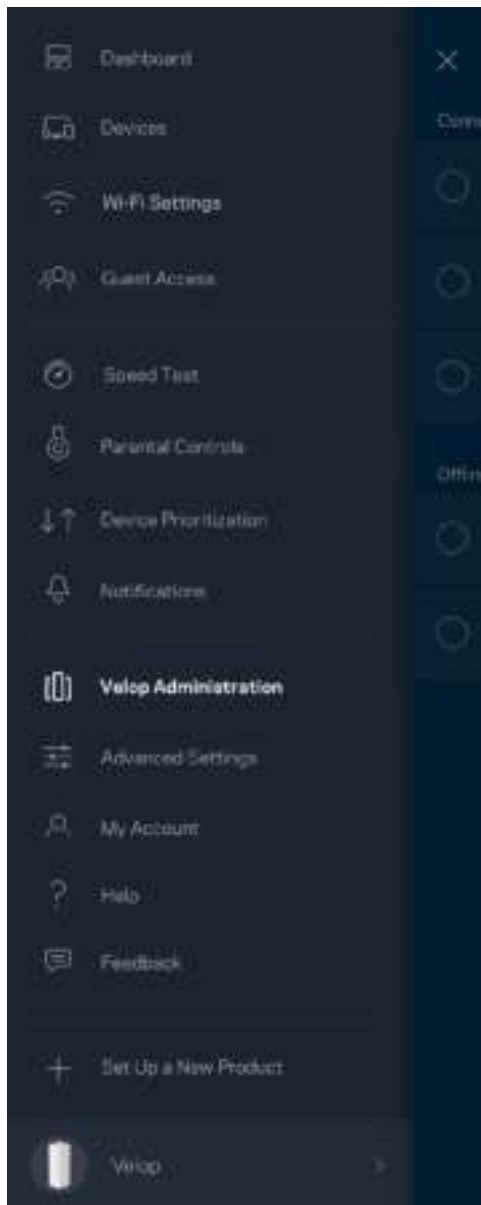 Dashboard
Devices
Wi-Fi Settings
Guest Access
Speed Test
Parental Controls
Device Prioritization
Notifications
Velop Administration
Advanced Settings
My Account
Help
Feedback
Set Up a New Product
Velop